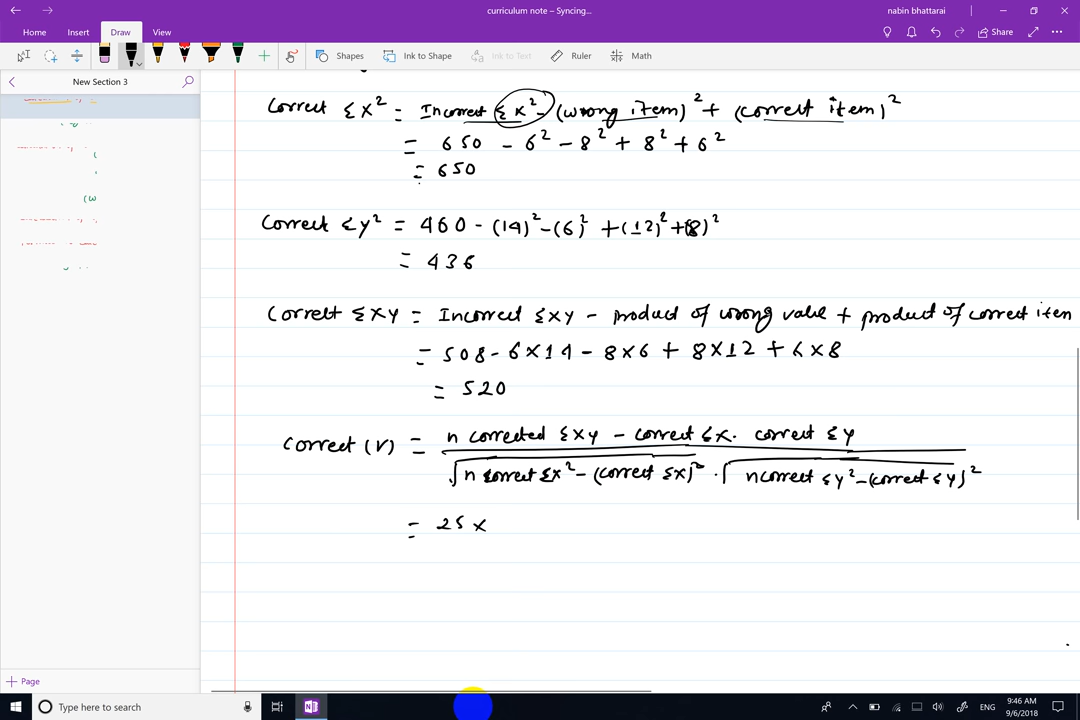 curriculum note – Syncing...
nabin bhattarai
Home Insert Draw View
Share
Shapes Ink to Shape Ink to Text Ruler Math
New Section 3
Correct ΣX² = Incorrect Σx² - (wrong item)² + (correct item)²
= 650 - 6² - 8² + 8² + 6²
= 650
Correct Σy² = 460 - (14)² - (6)² + (12)² + (8)²
= 436
Correlt ΣXy = Incorrect ΣXy - product of wrong value + product of correct item
= 508 - 6×14 - 8×6 + 8×12 + 6×8
= 520
Correct (r) = n corrected Σxy - correct Σx. correct Σy
√n correct Σx² - (correct Σx)² · √n correct Σy² - (correct Σy)²
= 25 x
+ Page
Type here to search
ENG
9:46 AM
9/6/2018